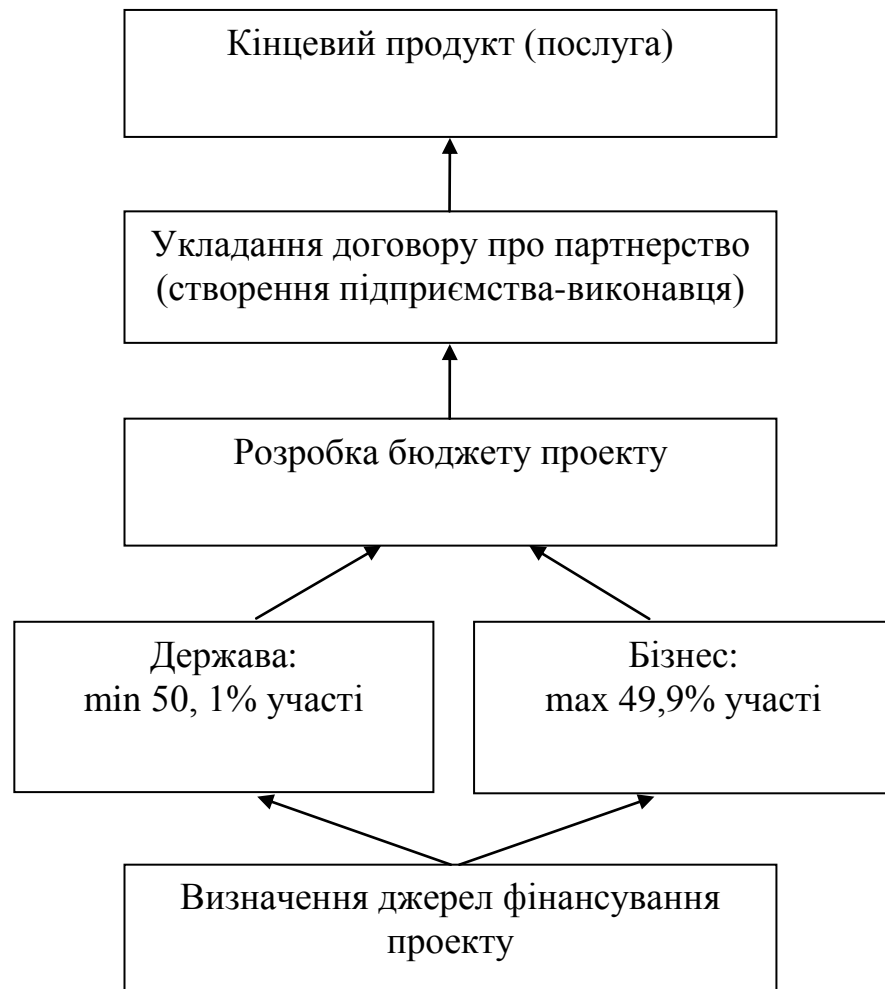 Кінцевий продукт (послуга)
Укладання договору про партнерство
(створення підприємства-виконавця)
Розробка бюджету проекту
Держава:
min 50, 1% участі
Бізнес:
max 49,9% участі
Визначення джерел фінансування
проекту